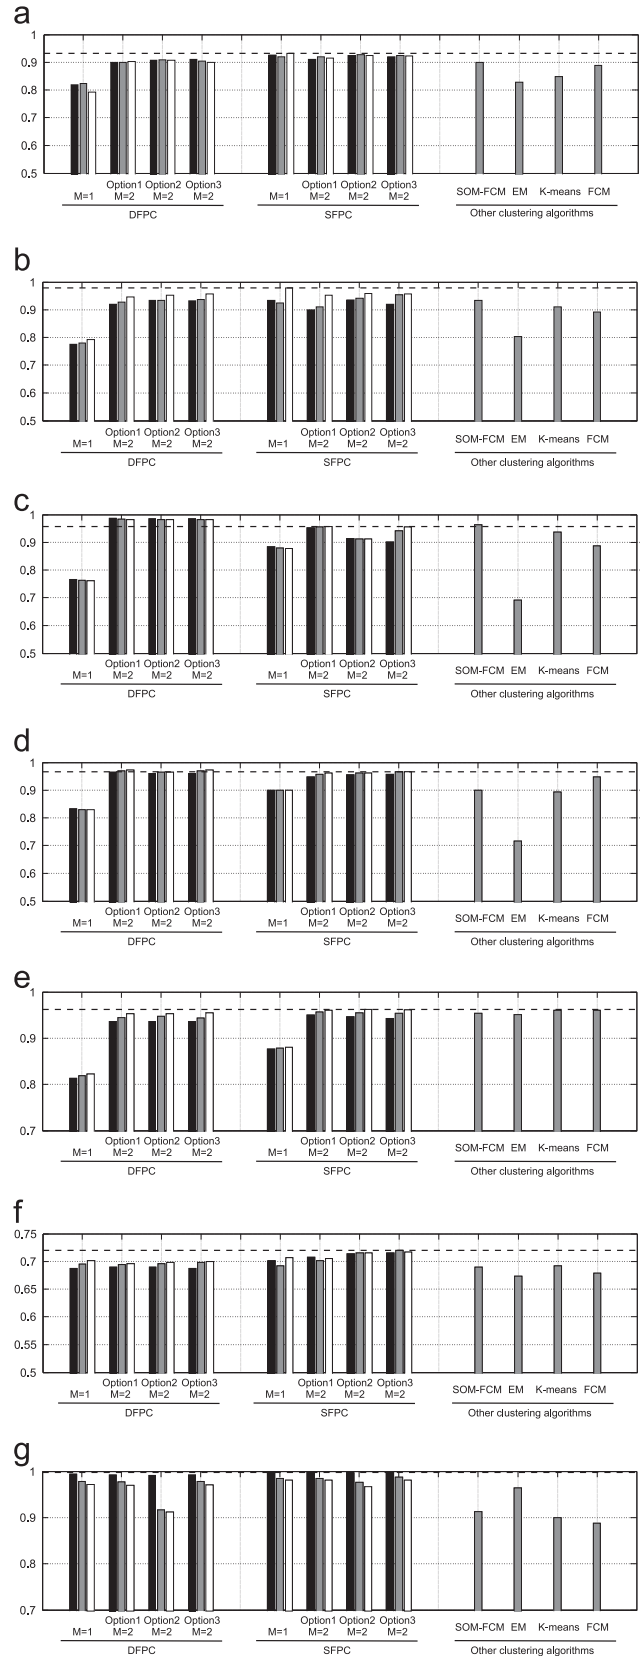 a
1
0.9
0.8
0.7
0.6
0.5
Option1 Option2 Option3
M=1 M=2 M=2 M=2 M=1 M=2 M=2 M=2 SOM-FCM EM K-means FCM
Option1 Option2 Option3
DFPC SFPC Other clustering algorithms
b
1
0.9
0.8
0.7
0.6
0.5
Option1 Option2 Option3 Option1 Option2 Option3
M=1 M=2 M=2 M=2 M=1 M=2 M=2 M=2 SOM-FCM EM K-means FCM
DFPC SFPC Other clustering algorithms
c
1
0.9
0.8
0.7
0.6
0.5
Option1 Option2 Option3 Option1 Option2 Option3
M=1 M=2 M=2 M=2 M=1 M=2 M=2 M=2 SOM-FCM EM K-means FCM
DFPC SFPC Other clustering algorithms
d
1
0.9
0.8
0.7
0.6
0.5
Option1 Option2 Option3 Option1 Option2 Option3
M=1 M=2 M=2 M=2 M=1 M=2 M=2 M=2 SOM-FCM EM K-means FCM
DFPC SFPC Other clustering algorithms
e
1
0.9
0.8
0.7
Option1 Option2 Option3 Option1 Option2 Option3
M=1 M=2 M=2 M=2 M=1 M=2 M=2 M=2 SOM-FCM EM K-means FCM
DFPC SFPC Other clustering algorithms
f
0.75
0.7
0.65
0.55
0.5
Option1 Option2 Option3 Option1 Option2 Option3
M=1 M=2 M=2 M=2 M=1 M=2 M=2 M=2 SOM-FCM EM K-means FCM
DFPC SFPC Other clustering algorithms
g
1
0.9
0.8
0.7
Option1 Option2 Option3 Option1 Option2 Option3
M=1 M=2 M=2 M=2 M=1 M=2 M=2 M=2 SOM-FCM EM K-means FCM
DFPC SFPC Other clustering algorithms